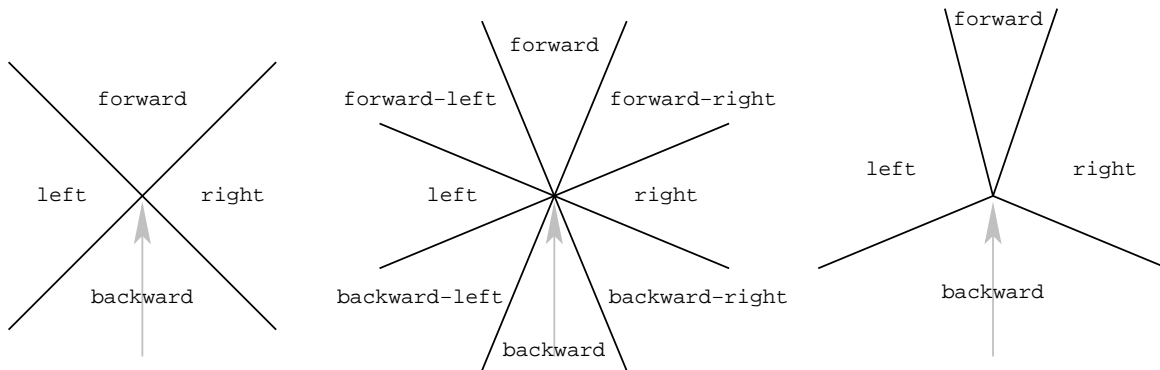 forward
left
right
backward
forward
forward-left
forward-right
left
right
backward-left
backward-right
backward
forward
left
right
backward